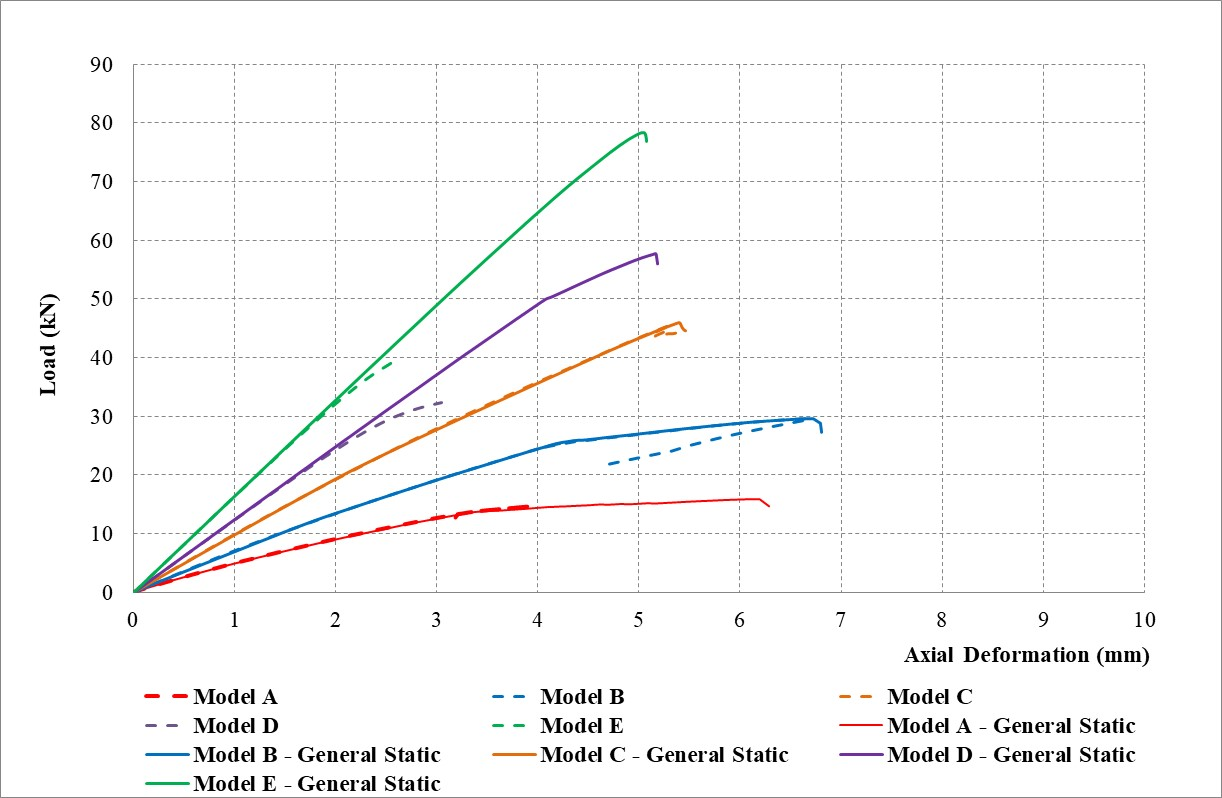 90
80
70
60
50
40
30
20
10
0
Load (kN)
0 1 2 3 4 5 6 7 8 9 10
Axial Deformation (mm)
Model A Model B Model C
Model D Model E Model A - General Static
Model B - General Static Model C - General Static Model D - General Static
Model E - General Static